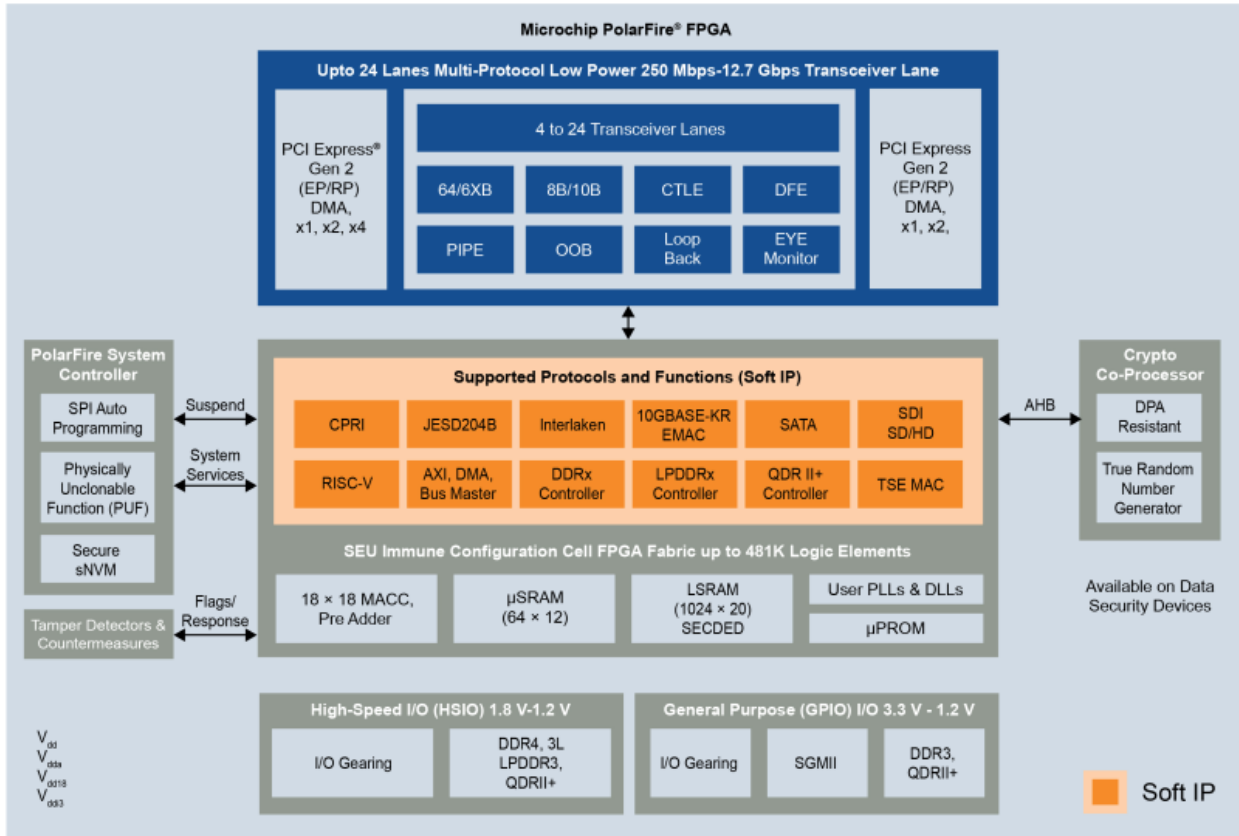 Microchip PolarFire® FPGA
Upto 24 Lanes Multi-Protocol Low Power 250 Mbps-12.7 Gbps Transceiver Lane
PCI Express®
Gen 2
(EP/RP)
DMA,
x1, x2, x4
4 to 24 Transceiver Lanes
64/6XB
8B/10B
CTLE
DFE
PIPE
OOB
Loop
Back
EYE
Monitor
PCI Express
Gen 2
(EP/RP)
DMA,
x1, x2,
PolarFire System
Controller
SPI Auto
Programming
Physically
Unclonable
Function (PUF)
Secure
sNVM
Tamper Detectors &
Countermeasures
Suspend
System
Services
Flags/
Response
Supported Protocols and Functions (Soft IP)
CPRI
JESD204B
Interlaken
10GBASE-KR
EMAC
SATA
SDI
SD/HD
RISC-V
AXI, DMA,
Bus Master
DDRx
Controller
LPDDRx
Controller
QDR II+
Controller
TSE MAC
SEU Immune Configuration Cell FPGA Fabric up to 481K Logic Elements
18 × 18 MACC,
Pre Adder
µSRAM
(64 × 12)
LSRAM
(1024 × 20)
SECDED
User PLLs & DLLs
µPROM
AHB
Crypto
Co-Processor
DPA
Resistant
True Random
Number
Generator
Available on Data
Security Devices
High-Speed I/O (HSIO) 1.8 V-1.2 V
I/O Gearing
DDR4, 3L
LPDDR3,
QDRII+
General Purpose (GPIO) I/O 3.3 V - 1.2 V
I/O Gearing
SGMII
DDR3,
QDRII+
Vdd
Vdda
Vdd18
Vddi3
Soft IP